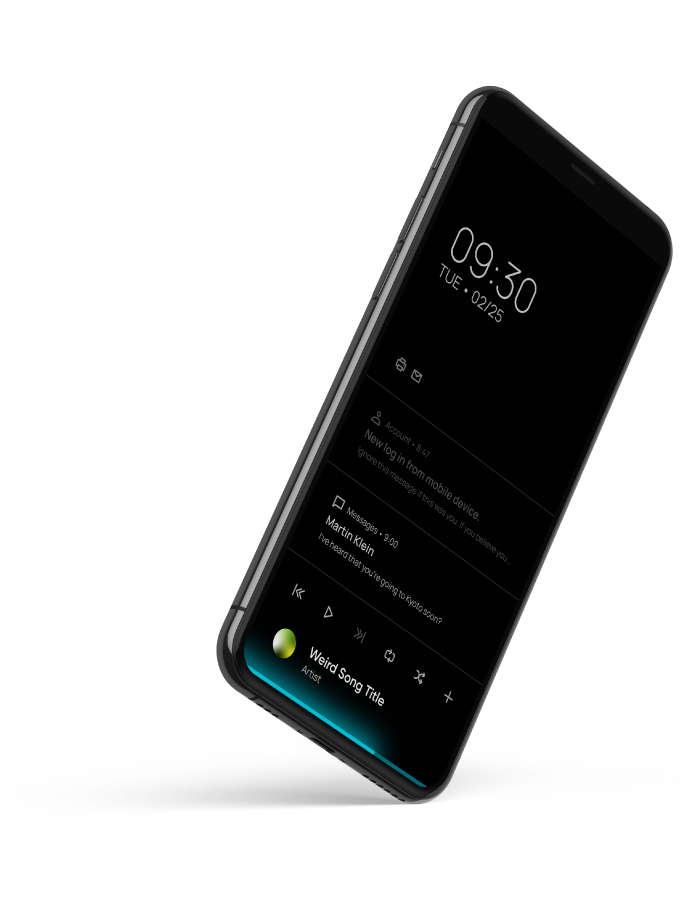 09:30
TUE • 02/25
Account • 8:47
New log in from mobile device.
Ignore this message if this was you. If you believe you...
Messages • 9:00
Martin Klein
I've heard that you're going to Kyoto soon?
Weird Song Title
Artist